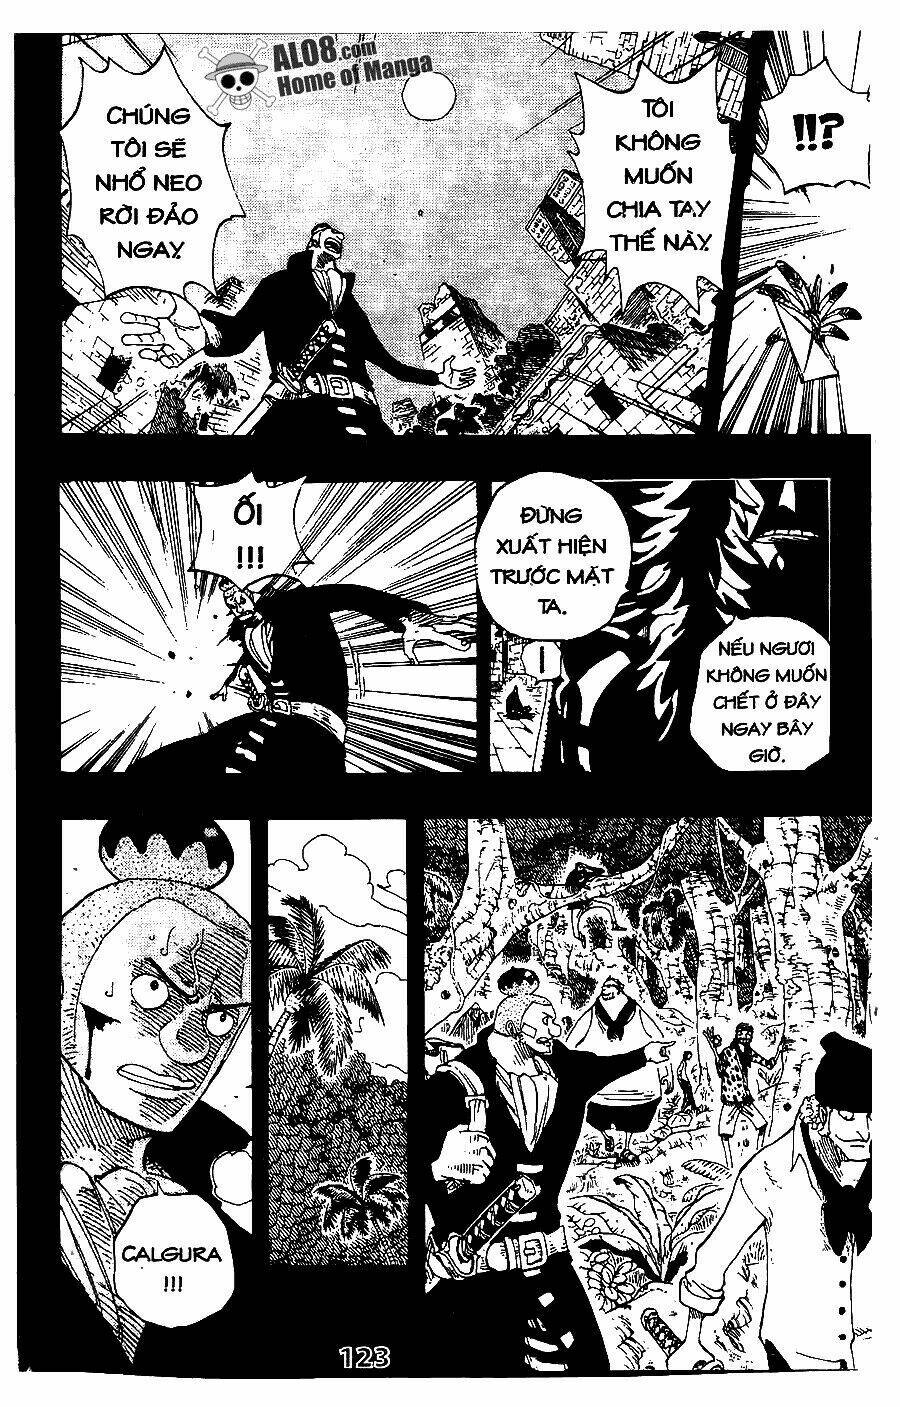 AL08.com
Home of Manga
CHÚNG
TÔI SẼ
NHỔ NEO
RỜI ĐẢO
NGAY.
TÔI
KHÔNG
MUỐN
CHIA TAY
THẾ NÀY.
!!?
ỐI
!!!
ĐỪNG
XUẤT HIỆN
TRƯỚC MẶT
TA.
!
NẾU NGƯƠI
KHÔNG MUỐN
CHẾT Ở ĐÂY
NGAY BÂY
GIỜ.
CALGURA
!!!
123